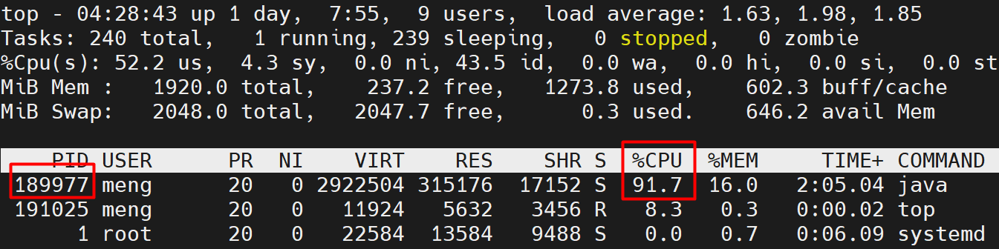 top - 04:28:43 up 1 day,  7:55,  9 users,  load average: 1.63, 1.98, 1.85
Tasks: 240 total,   1 running, 239 sleeping,   0 stopped,   0 zombie
%Cpu(s): 52.2 us,  4.3 sy,  0.0 ni, 43.5 id,  0.0 wa,  0.0 hi,  0.0 si,  0.0 st
MiB Mem :   1920.0 total,    237.2 free,   1273.8 used,    602.3 buff/cache
MiB Swap:   2048.0 total,   2047.7 free,      0.3 used.    646.2 avail Mem
PID USER      PR  NI    VIRT    RES    SHR S  %CPU  %MEM     TIME+ COMMAND
189977 meng      20   0 2922504 315176  17152 S  91.7  16.0   2:05.04 java
191025 meng      20   0   11924   5632   3456 R   8.3   0.3   0:00.02 top
1 root      20   0   22584  13584   9488 S   0.0   0.7   0:06.09 systemd